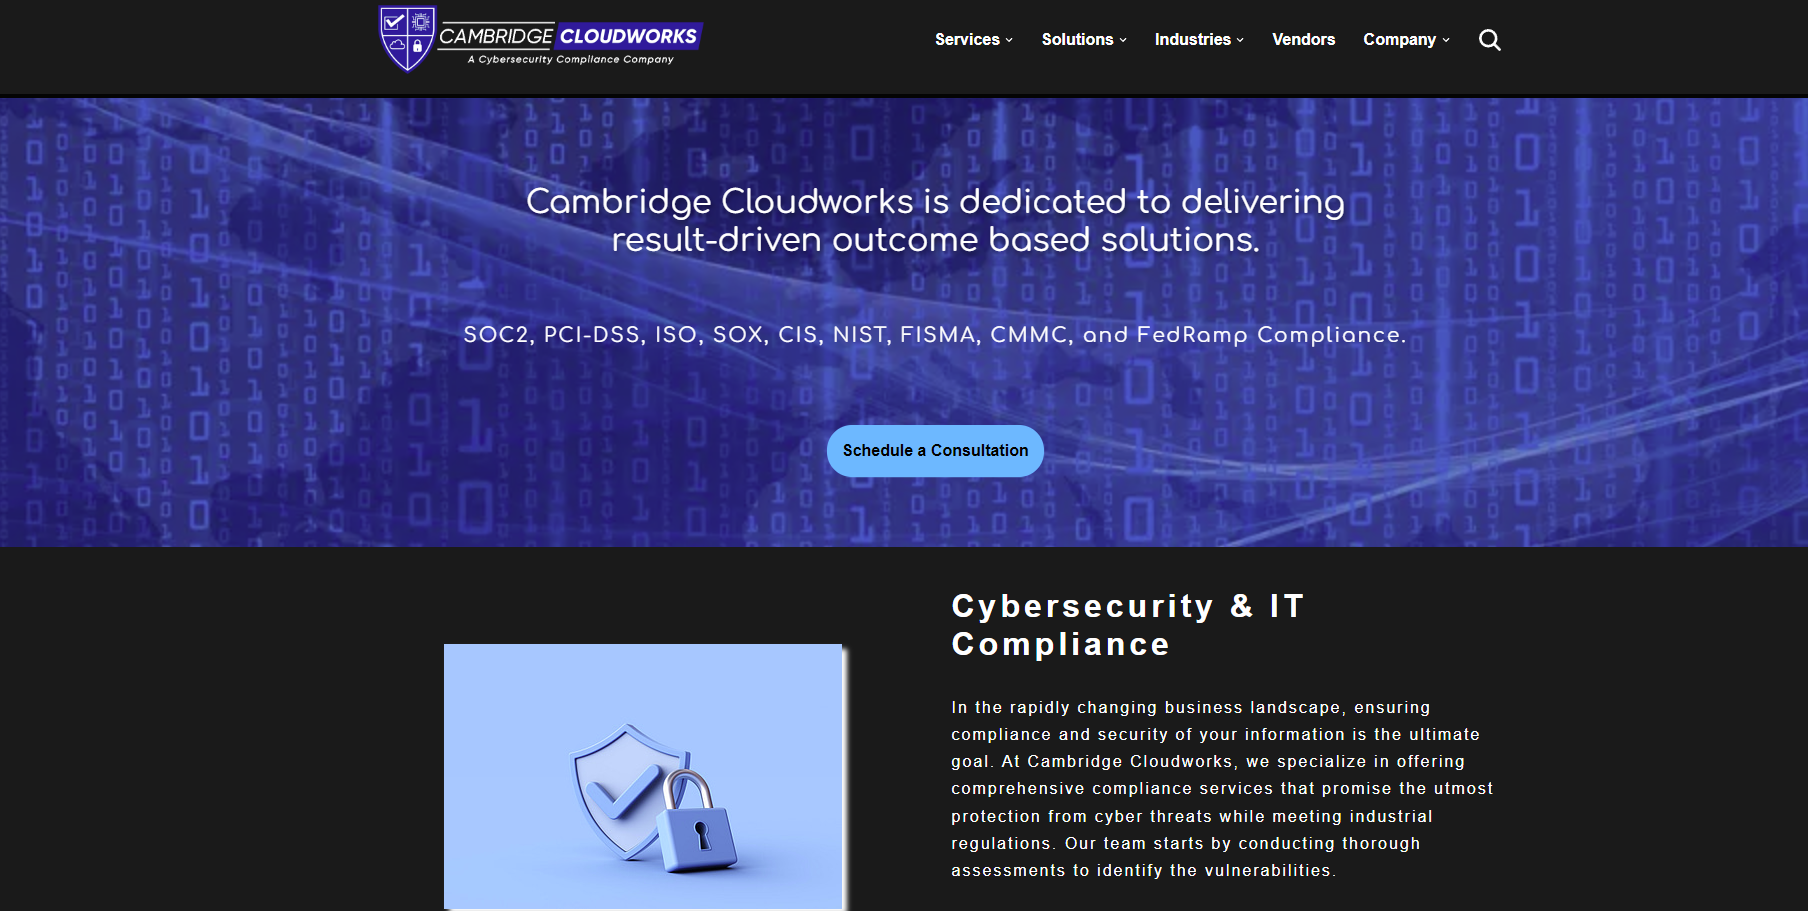 CAMBRIDGE CLOUDWORKS
A Cybersecurity Compliance Company
Services
Solutions
Industries
Vendors
Company
Cambridge Cloudworks is dedicated to delivering
result-driven outcome based solutions.
SOC2, PCI-DSS, ISO, SOX, CIS, NIST, FISMA, CMMC, and FedRamp Compliance.
Schedule a Consultation
Cybersecurity & IT
Compliance
In the rapidly changing business landscape, ensuring
compliance and security of your information is the ultimate
goal. At Cambridge Cloudworks, we specialize in offering
comprehensive compliance services that promise the utmost
protection from cyber threats while meeting industrial
regulations. Our team starts by conducting thorough
assessments to identify the vulnerabilities.